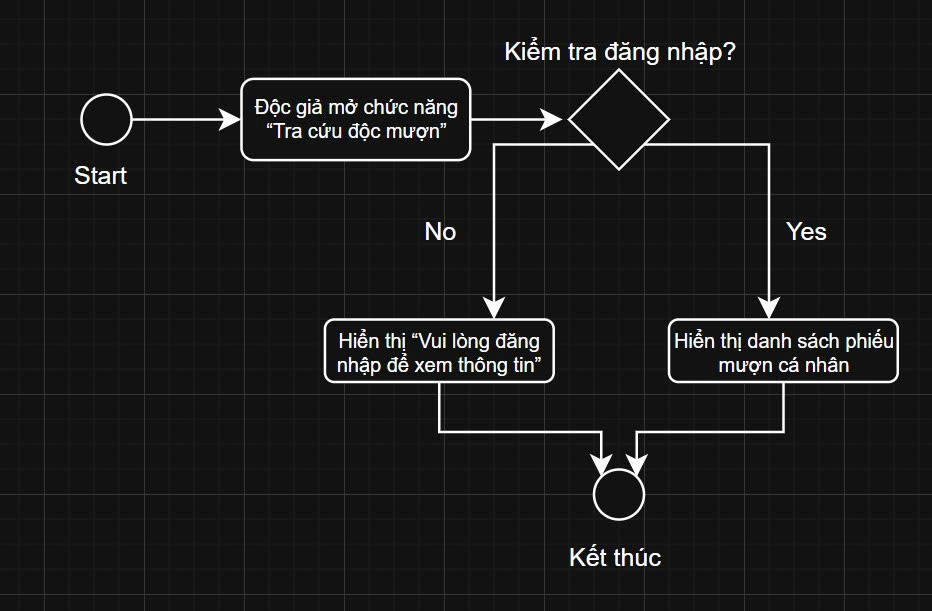 Kiểm tra đăng nhập?
Độc giả mở chức năng
“Tra cứu độc mượn”
Start
No
Yes
Hiển thị “Vui lòng đăng
nhập để xem thông tin”
Hiển thị danh sách phiếu
mượn cá nhân
Kết thúc